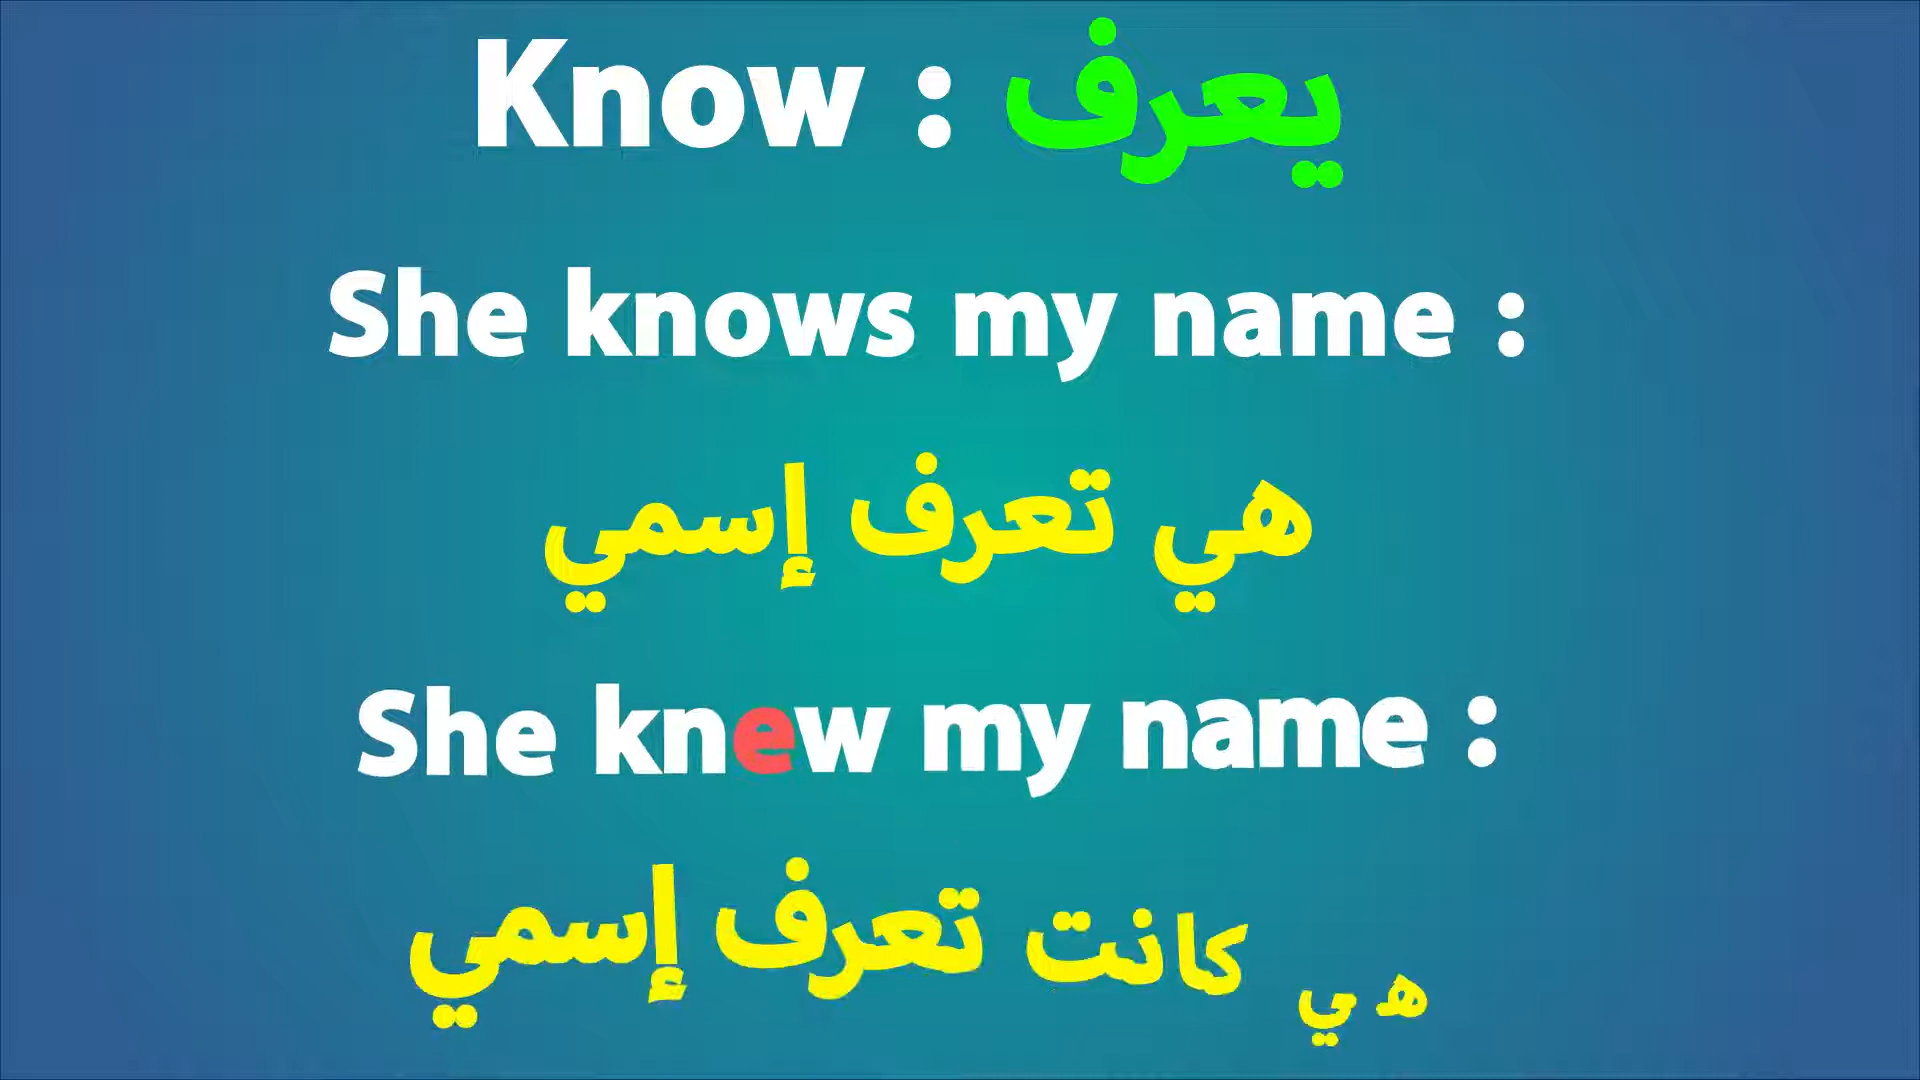 Know : يعرف
She knows my name :
هي تعرف إسمي
She knew my name :
هي كانت تعرف إسمي